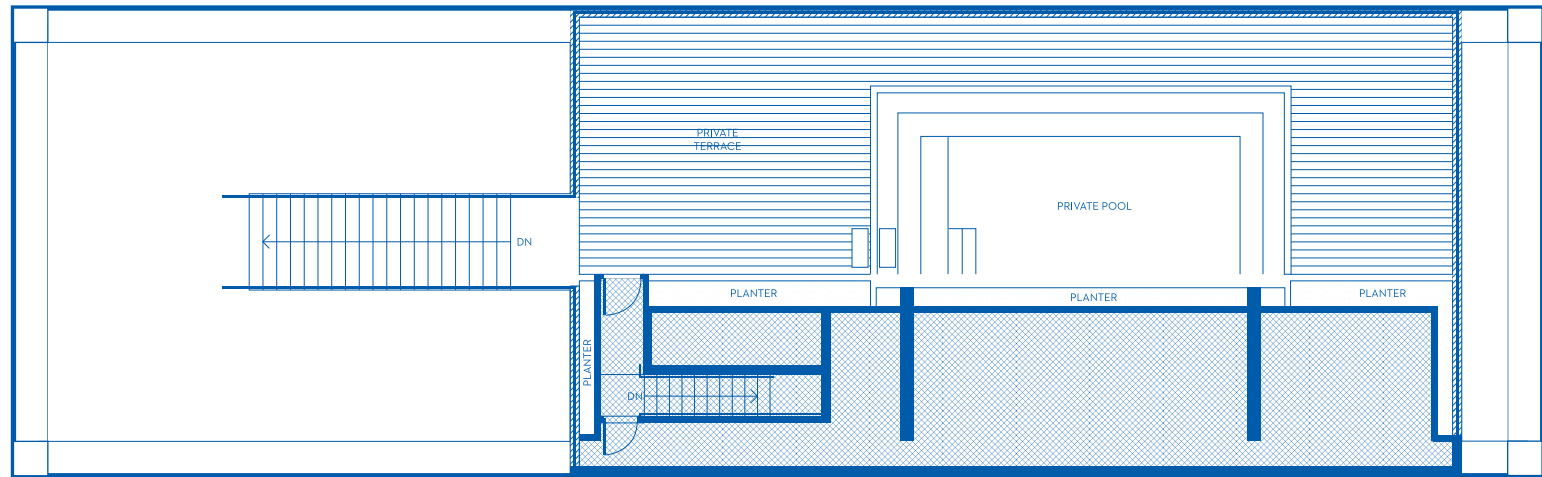 PRIVATE
TERRACE
PRIVATE POOL
DN
PLANTER
PLANTER
PLANTER
PLANTER
DN